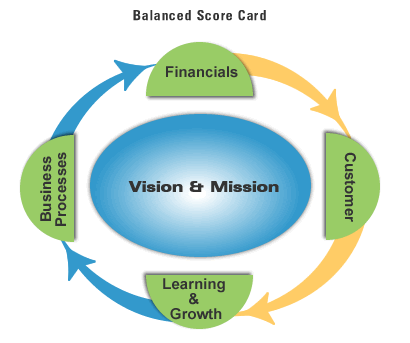 Balanced Score Card
Financials
Business
Processes
Vision & Mission
Customer
Learning
&
Growth